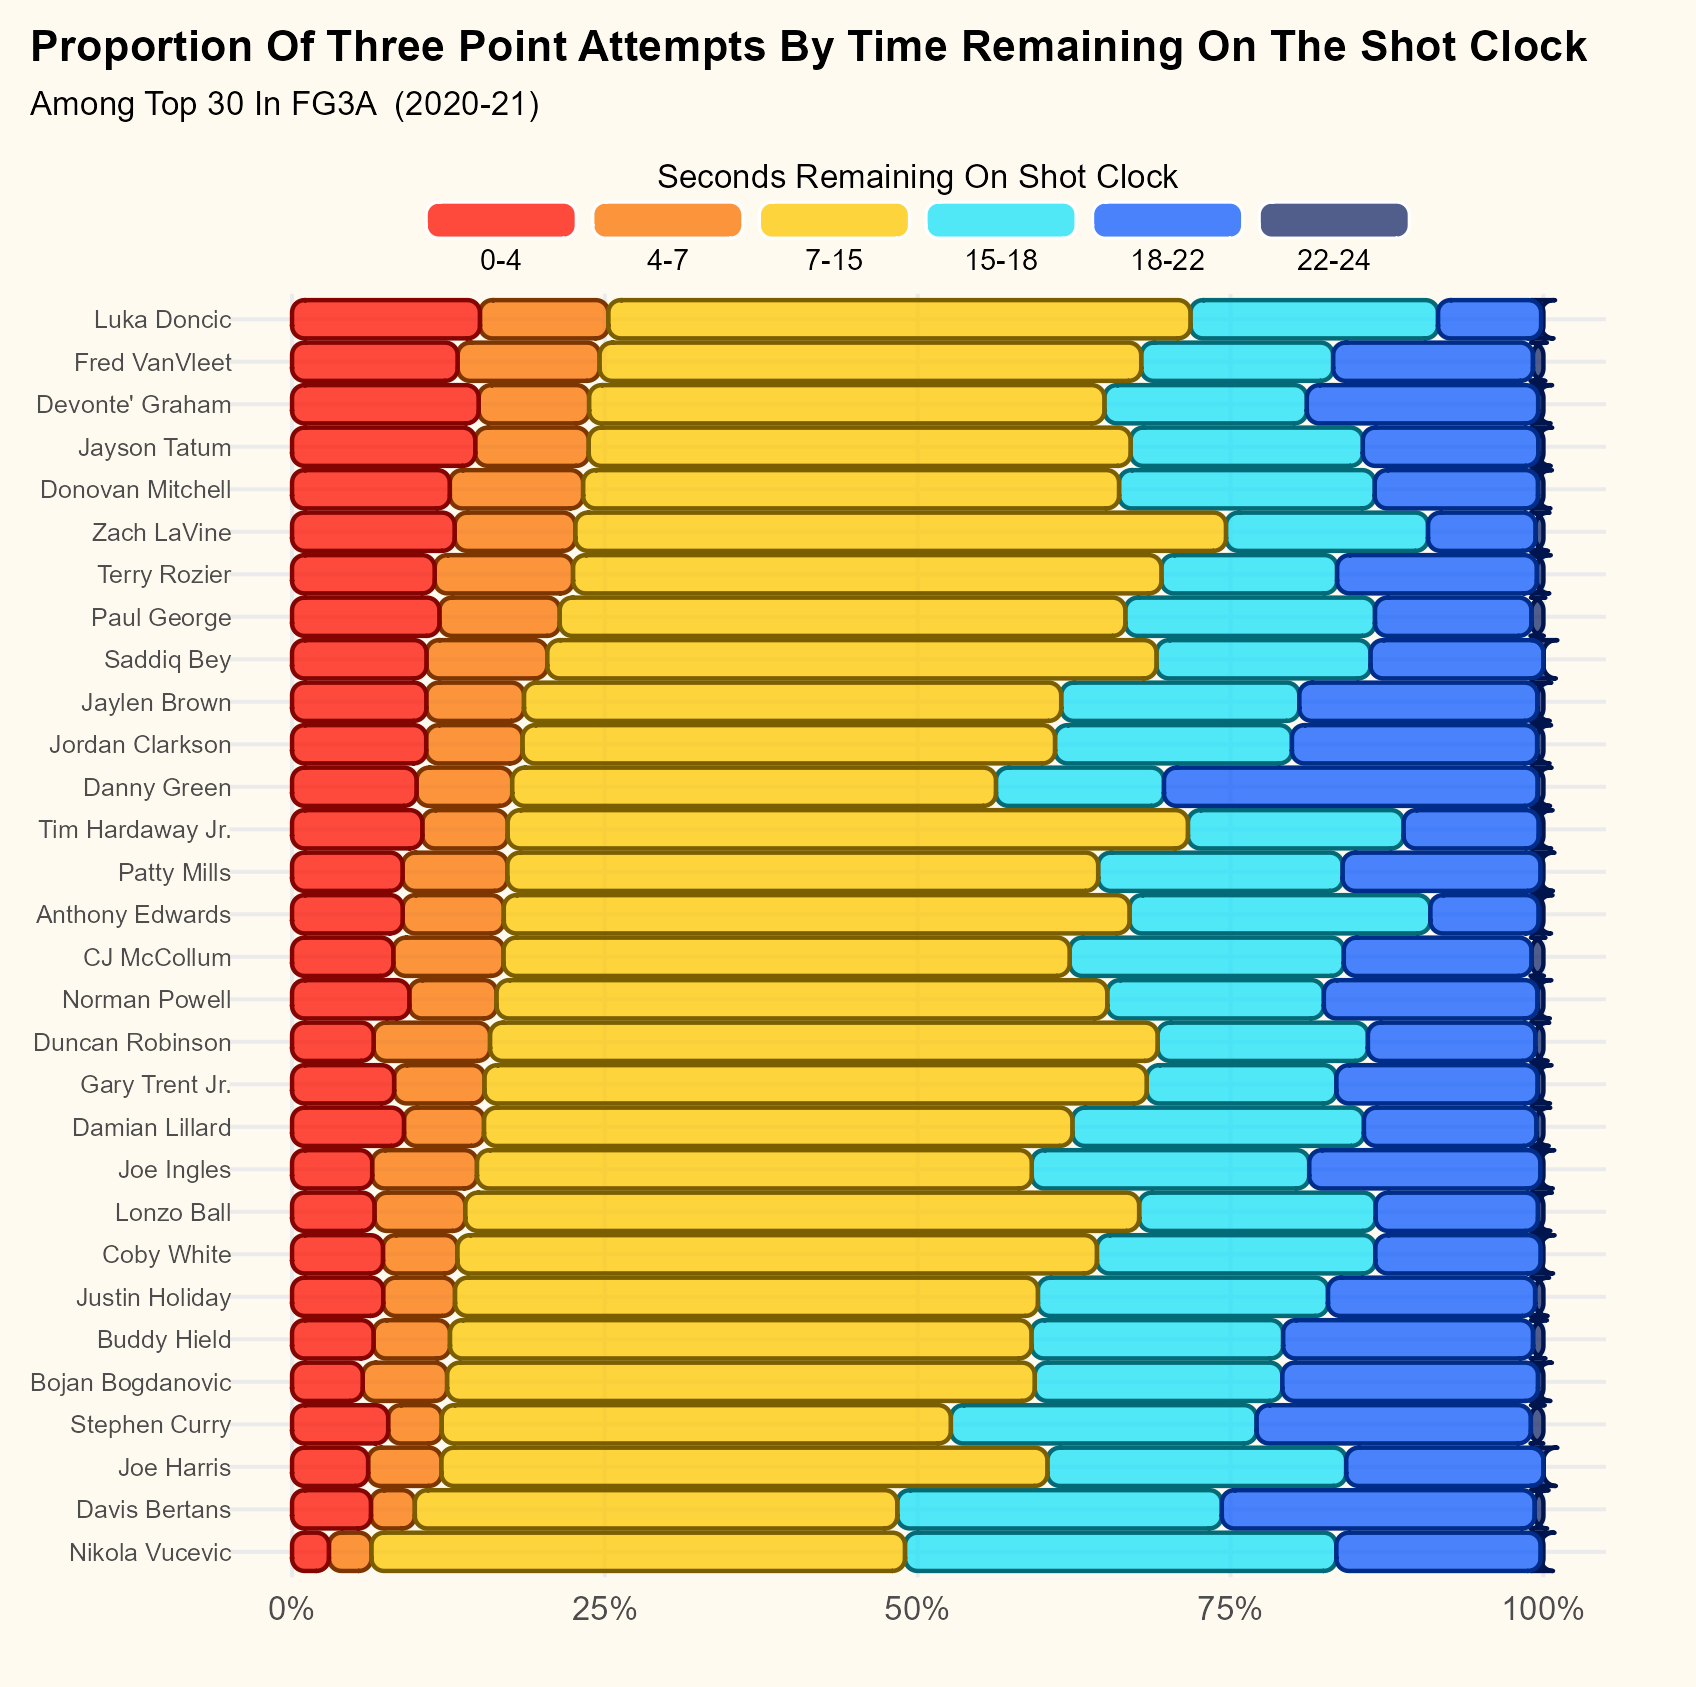 Proportion Of Three Point Attempts By Time Remaining On The Shot Clock
Among Top 30 In FG3A (2020-21)
Seconds Remaining On Shot Clock
0-4 4-7 7-15 15-18 18-22 22-24
Luka Doncic
Fred VanVleet
Devonte' Graham
Jayson Tatum
Donovan Mitchell
Zach LaVine
Terry Rozier
Paul George
Saddiq Bey
Jaylen Brown
Jordan Clarkson
Danny Green
Tim Hardaway Jr.
Patty Mills
Anthony Edwards
CJ McCollum
Norman Powell
Duncan Robinson
Gary Trent Jr.
Damian Lillard
Joe Ingles
Lonzo Ball
Coby White
Justin Holiday
Buddy Hield
Bojan Bogdanovic
Stephen Curry
Joe Harris
Davis Bertans
Nikola Vucevic
0% 25% 50% 75% 100%